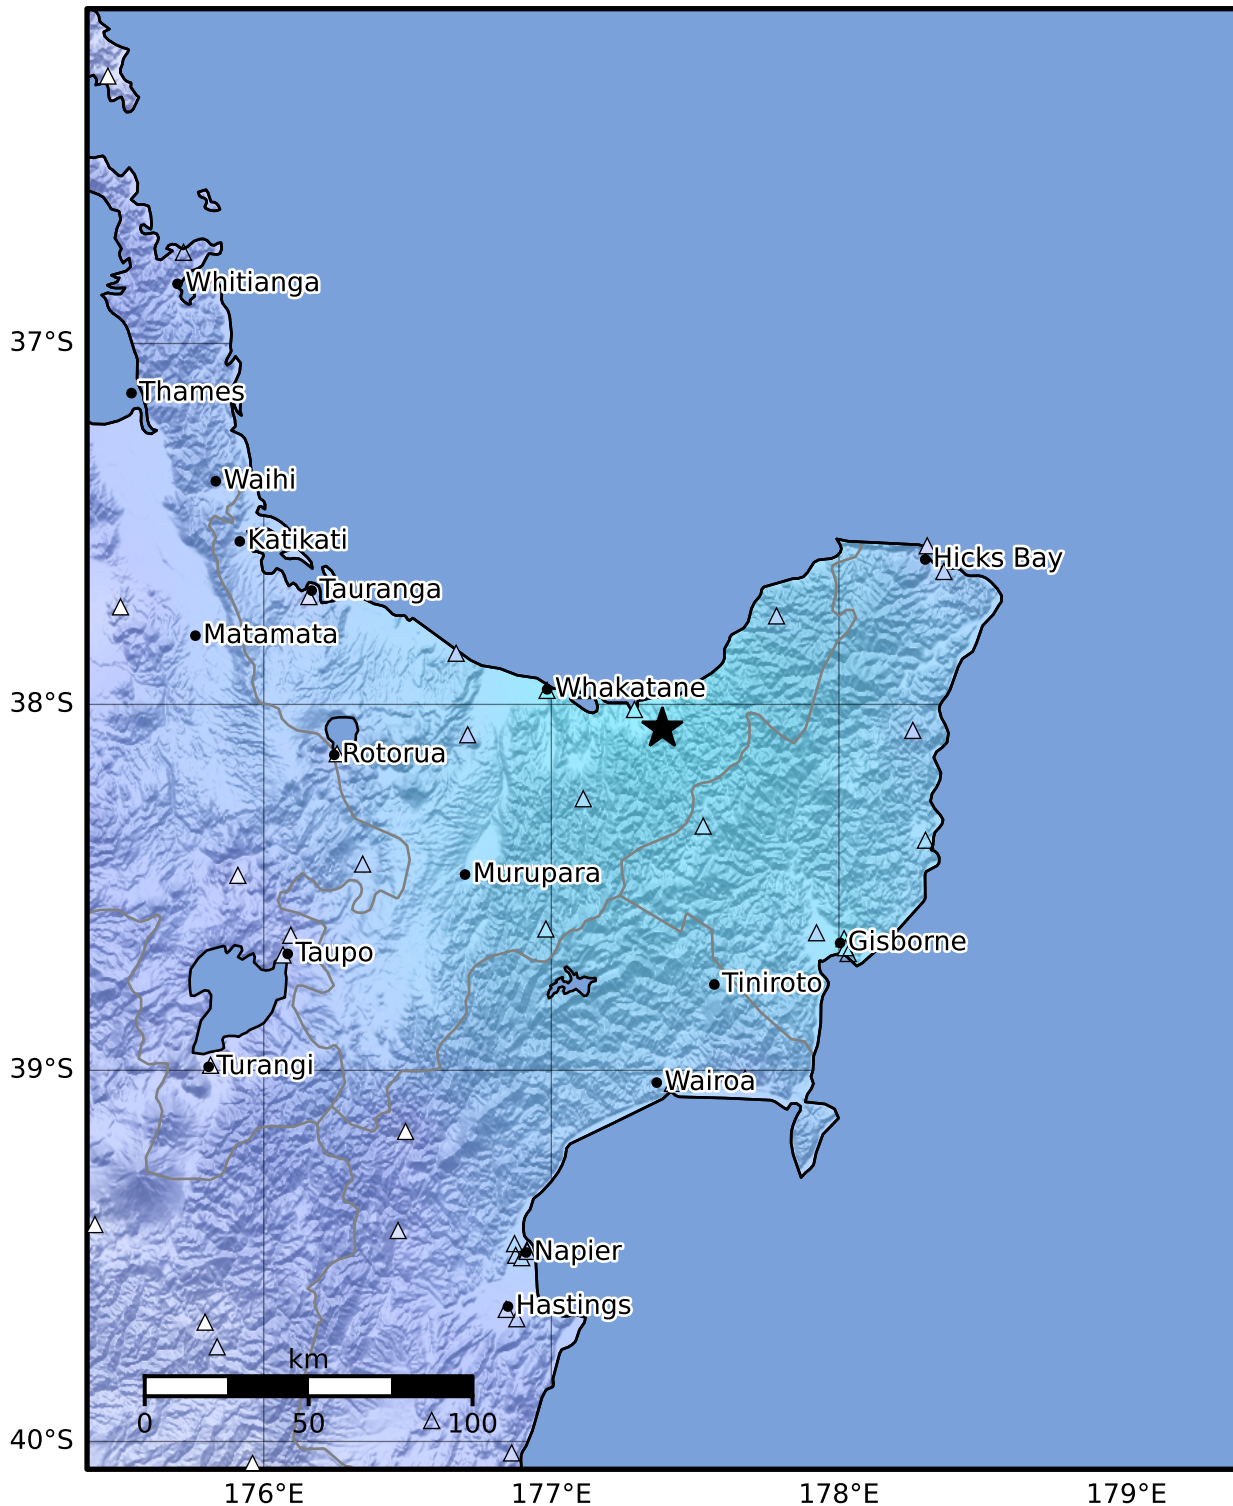 Whitianga
37°S
Thames
Waihi
Katikati
Hicks Bay
Tauranga
Matamata
Whakatane
38°S
Rotorua
Murupara
Gisborne
Taupo
Tiniroto
Turangi
39°S
Wairoa
Napier
Hastings
km
0 50 100
40°S
176°E 177°E 178°E 179°E